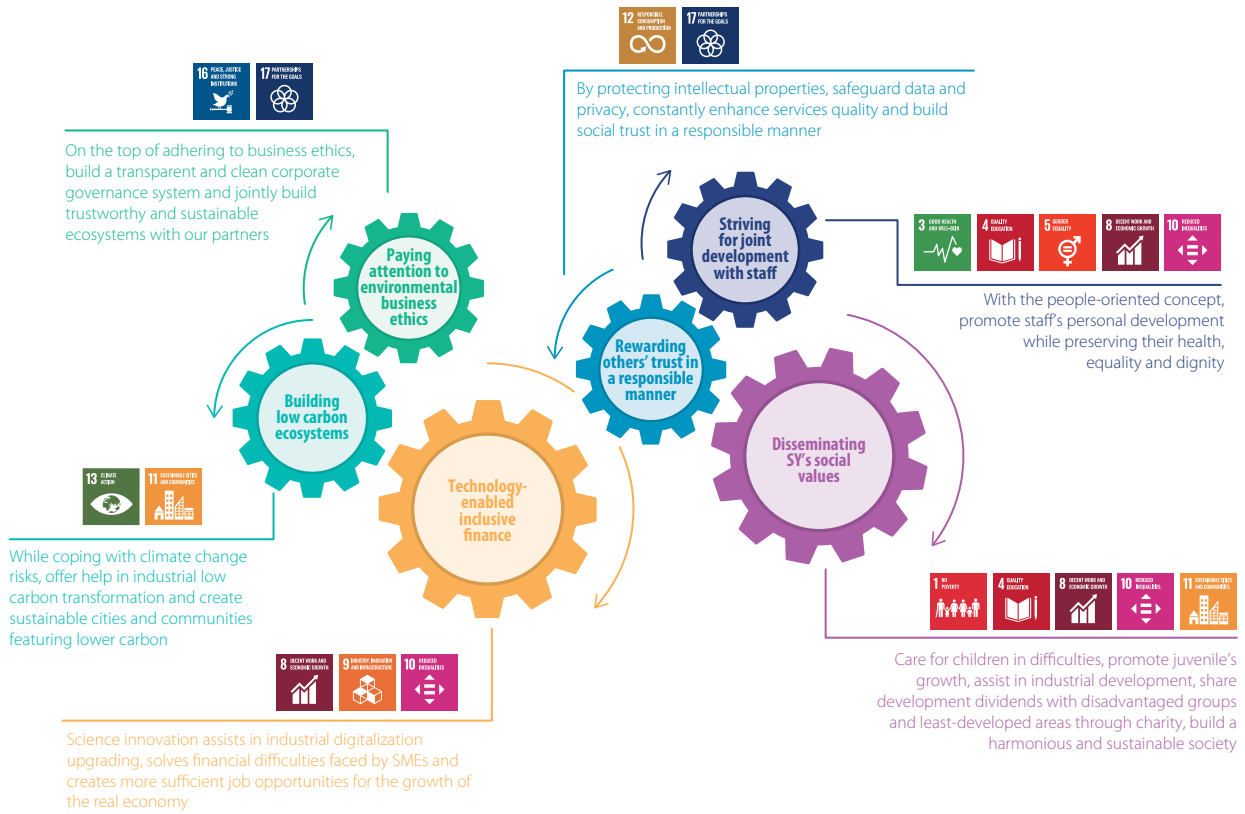 12 RESPONSIBLE
CONSUMPTION
AND PRODUCTION
17 PARTNERSHIPS
FOR THE GOALS
By protecting intellectual properties, safeguard data and
privacy, constantly enhance services quality and build
social trust in a responsible manner
16 PEACE, JUSTICE
AND STRONG
INSTITUTIONS
17 PARTNERSHIPS
FOR THE GOALS
On the top of adhering to business ethics,
build a transparent and clean corporate
governance system and jointly build
trustworthy and sustainable
ecosystems with our partners
Paying
attention to
environmental
business
ethics
Striving
for joint
development
with staff
3 GOOD HEALTH
AND WELL-BEIN
4 QUALITY
EDUCATION
5 GENDER
EQUALITY
8 DECENT WORK AND
ECONOMIC GROWTH
10 REDUCED
INEQUALITIES
With the people-oriented concept,
promote staff's personal development
while preserving their health,
equality and dignity
Rewarding
others' trust in
a responsible
manner
Building
low carbon
ecosystems
Disseminating
SY's social
values
Technology-
enabled
inclusive
finance
13 CLIMATE
ACTION
11 SUSTAINABLE CITIES
AND COMMUNITIES
While coping with climate change
risks, offer help in industrial low
carbon transformation and create
sustainable cities and communities
featuring lower carbon
1 NO
POVERTY
4 QUALITY
EDUCATION
8 DECENT WORK AND
ECONOMIC GROWTH
10 REDUCED
INEQUALITIES
11 SUSTAINABLE CITIES
AND COMMUNITIES
Care for children in difficulties, promote juvenile's
growth, assist in industrial development, share
development dividends with disadvantaged groups
and least-developed areas through charity, build a
harmonious and sustainable society
8 DECENT WORK AND
ECONOMIC GROWTH
9 INDUSTRY, INNOVATION
AND INFRASTRUCTURE
10 REDUCED
INEQUALITIES
Science innovation assists in industrial digitalization
upgrading, solves financial difficulties faced by SMEs and
creates more sufficient job opportunities for the growth of
the real economy